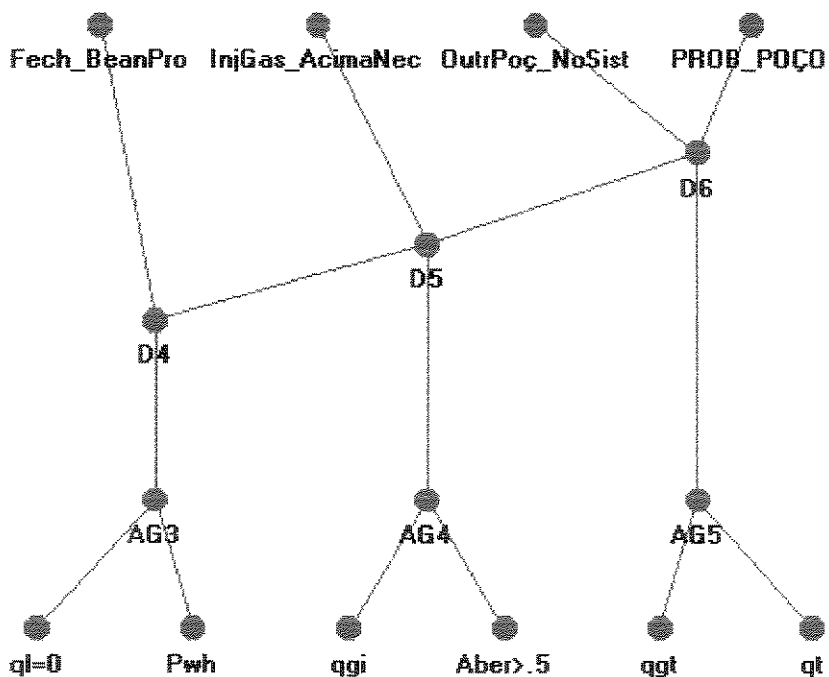 Fech_BeanPro InjGas_AcimaNec OutrPoç_NoSist PROB_POÇO
D6
D5
D4
AG3 AG4 AG5
ql=0 Pwh qgi Aber>.5 qgt qt